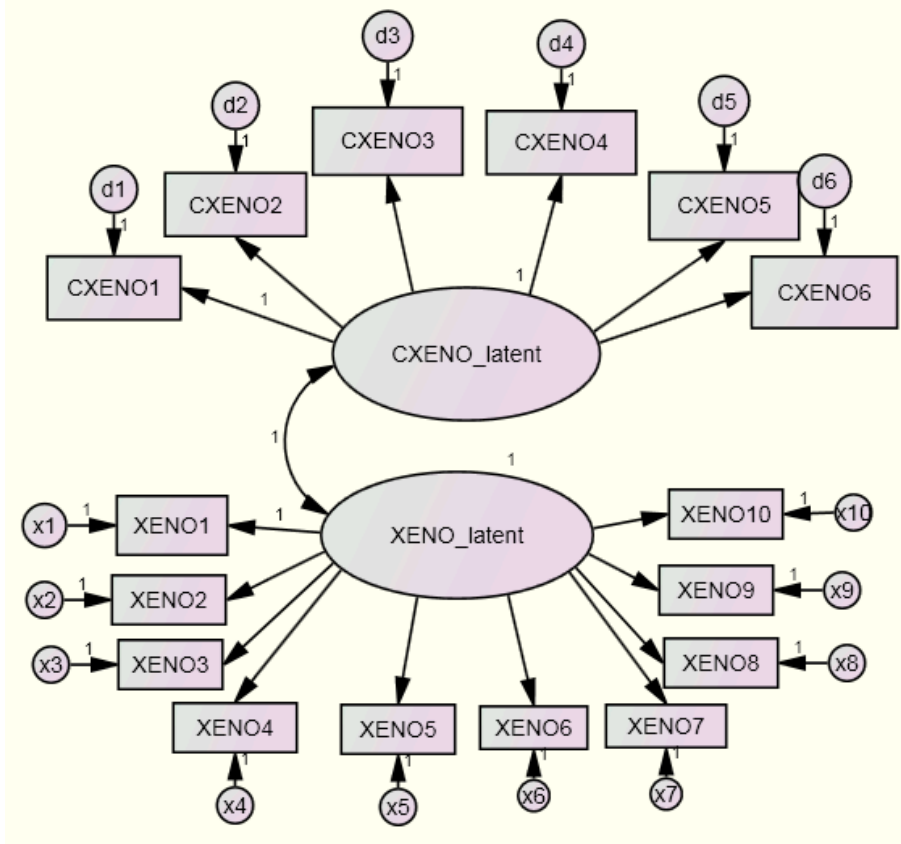 d3
d4
1
1
d2
d5
CXENO3
CXENO4
1
1
d1
d6
CXENO2
CXENO5
1
1
CXENO1
CXENO6
1
1
CXENO_latent
1
1
XENO_latent
x1
1
XENO1
1
XENO10
1
x10
x2
1
XENO2
XENO9
1
x9
x3
1
XENO3
XENO8
1
x8
XENO4
XENO5
XENO6
XENO7
1
1
1
1
x4
x5
x6
x7